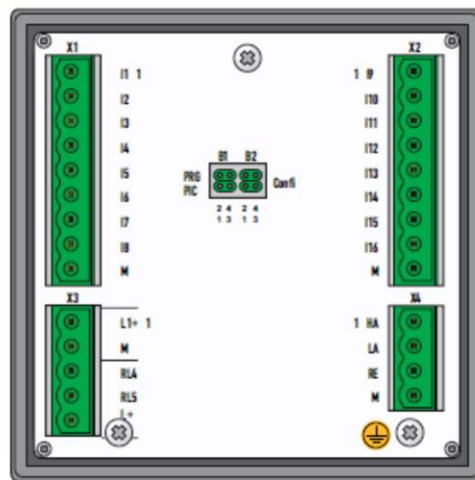 X1 X2
I1 1 1 I9
I2 I10
I3 I11
I4 I12
B1 B2
PRG Confi
PIC
I5 I13
I6 I14
2 4 2 4
1 3 1 3
I7 I15
I8 I16
M M
X3 X4
L1+ 1 1 HA
M LA
RL4 RE
RL5 M
L+